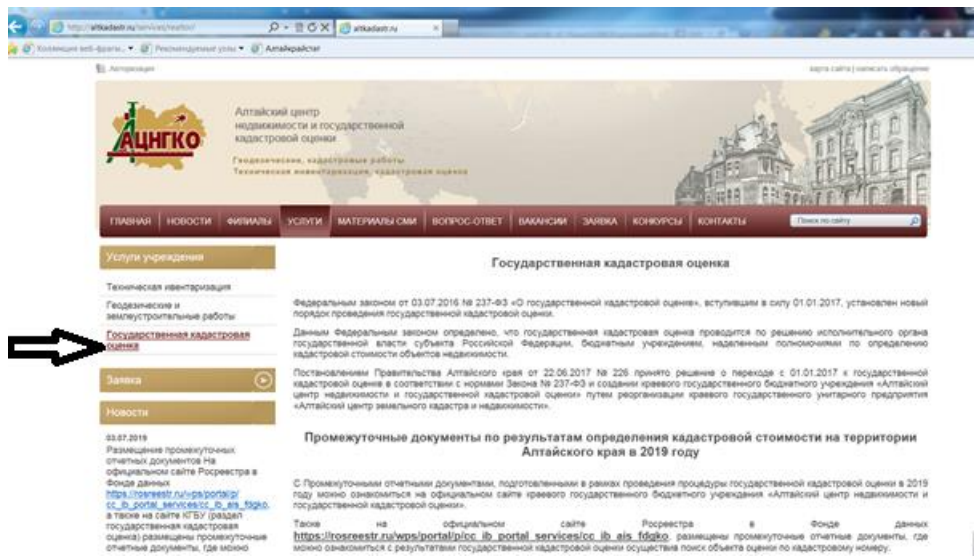 http://altkadastr.ru/services/realtor/
altkadastr.ru
Коллекция веб-фрагм...
Рекомендуемые узлы
Алтайкрайстат
Авторизация
карта сайта | написать обращение
АЦНГКО
Алтайский центр
недвижимости и государственной
кадастровой оценки
Геодезические, кадастровые работы
Техническая инвентаризация, кадастровая оценка
ГЛАВНАЯ НОВОСТИ ФИЛИАЛЫ УСЛУГИ МАТЕРИАЛЫ СМИ ВОПРОС-ОТВЕТ ВАКАНСИИ ЗАЯВКА КОНКУРСЫ КОНТАКТЫ
Поиск по сайту
Услуги учреждения
Техническая ивентаризация
Геодезические и
землеустроительные работы
Государственная кадастровая
оценка
Заявка
Новости
03.07.2019
Размещение промежуточных
отчетных документов На
официальном сайте Росреестра в
Фонде данных
https://rosreestr.ru/wps/portal/p/
cc_ib_portal_services/cc_ib_ais_fdgko,
а также на сайте КГБУ (раздел
государственная кадастровая
оценка) размещены промежуточные
отчетные документы, где можно
Государственная кадастровая оценка
Федеральным законом от 03.07.2016 № 237-ФЗ «О государственной кадастровой оценке», вступившим в силу 01.01.2017, установлен новый
порядок проведения государственной кадастровой оценки.
Данным Федеральным законом определено, что государственная кадастровая оценка проводится по решению исполнительного органа
государственной власти субъекта Российской Федерации, бюджетным учреждением, наделенным полномочиями по определению
кадастровой стоимости объектов недвижимости.
Постановлением Правительства Алтайского края от 22.06.2017 № 226 принято решение о переходе с 01.01.2017 к государственной
кадастровой оценке в соответствии с нормами Закона № 237-ФЗ и создании краевого государственного бюджетного учреждения «Алтайский
центр недвижимости и государственной кадастровой оценки» путем реорганизации краевого государственного унитарного предприятия
«Алтайский центр земельного кадастра и недвижимости».
Промежуточные документы по результатам определения кадастровой стоимости на территории
Алтайского края в 2019 году
С Промежуточными отчетными документами, подготовленными в рамках проведения процедуры государственной кадастровой оценки в 2019
году можно ознакомиться на официальном сайте краевого государственного бюджетного учреждения «Алтайский центр недвижимости и
государственной кадастровой оценки».
Также на официальном сайте Росреестра в Фонде данных
https://rosreestr.ru/wps/portal/p/cc_ib_portal_services/cc_ib_ais_fdgko, размещены промежуточные отчетные документы, где
можно ознакомиться с результатами государственной кадастровой оценки осуществив поиск объекта оценки по кадастровому номеру.